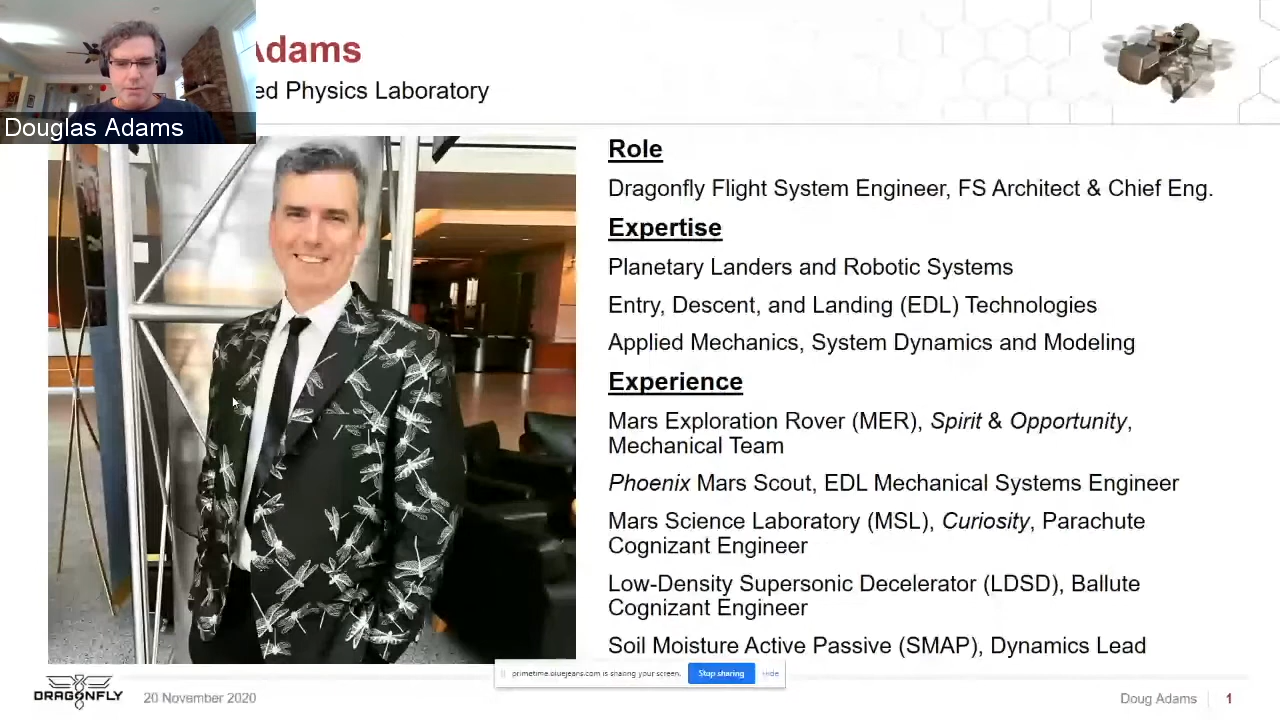 Adams
ed Physics Laboratory
Douglas Adams
Role
Dragonfly Flight System Engineer, FS Architect & Chief Eng.
Expertise
Planetary Landers and Robotic Systems
Entry, Descent, and Landing (EDL) Technologies
Applied Mechanics, System Dynamics and Modeling
Experience
Mars Exploration Rover (MER), Spirit & Opportunity,
Mechanical Team
Phoenix Mars Scout, EDL Mechanical Systems Engineer
Mars Science Laboratory (MSL), Curiosity, Parachute
Cognizant Engineer
Low-Density Supersonic Decelerator (LDSD), Ballute
Cognizant Engineer
Soil Moisture Active Passive (SMAP), Dynamics Lead
primetime.bluejeans.com is sharing your screen. Stop sharing Hide
DRAGONFLY 20 November 2020 Doug Adams 1